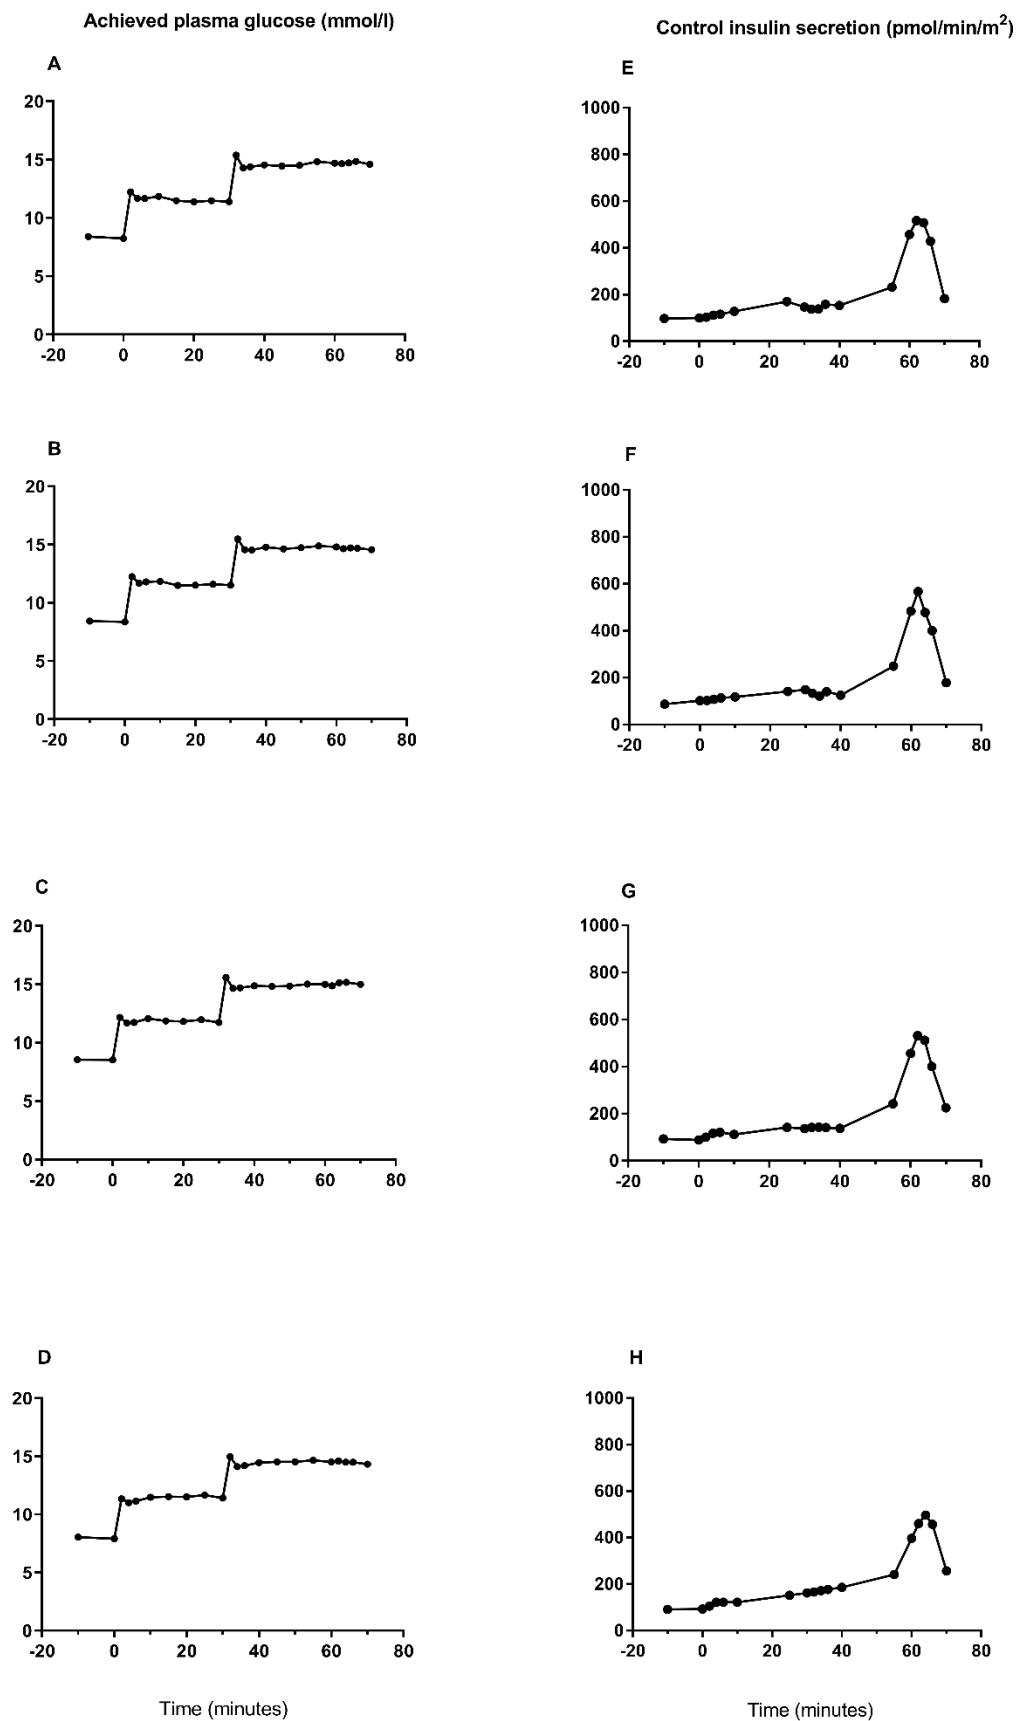 Achieved plasma glucose (mmol/l)
Control insulin secretion (pmol/min/m²)
A
20
15
10
5
0
-20 0 20 40 60 80
E
1000
800
600
400
200
0
-20 0 20 40 60 80
B
20
15
10
5
0
-20 0 20 40 60 80
F
1000
800
600
400
200
0
-20 0 20 40 60 80
C
20
15
10
5
0
-20 0 20 40 60 80
G
1000
800
600
400
200
0
-20 0 20 40 60 80
D
20
15
10
5
0
-20 0 20 40 60 80
H
1000
800
600
400
200
0
-20 0 20 40 60 80
Time (minutes)
Time (minutes)